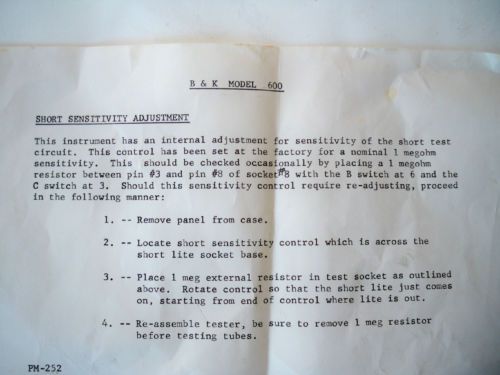 B & K MODEL 600
SHORT SENSITIVITY ADJUSTMENT
This instrument has an internal adjustment for sensitivity of the short test
circuit. This control has been set at the factory for a nominal 1 megohm
sensitivity. This should be checked occasionally by placing a 1 megohm
resistor between pin #3 and pin #8 of socket #8 with the B switch at 6 and the
C switch at 3. Should this sensitivity control require re-adjusting, proceed
in the following manner:
1. -- Remove panel from case.
2. -- Locate short sensitivity control which is across the
short lite socket base.
3. -- Place 1 meg external resistor in test socket as outlined
above. Rotate control so that the short lite just comes
on, starting from end of control where lite is out.
4. -- Re-assemble tester, be sure to remove 1 meg resistor
before testing tubes.
PM-252